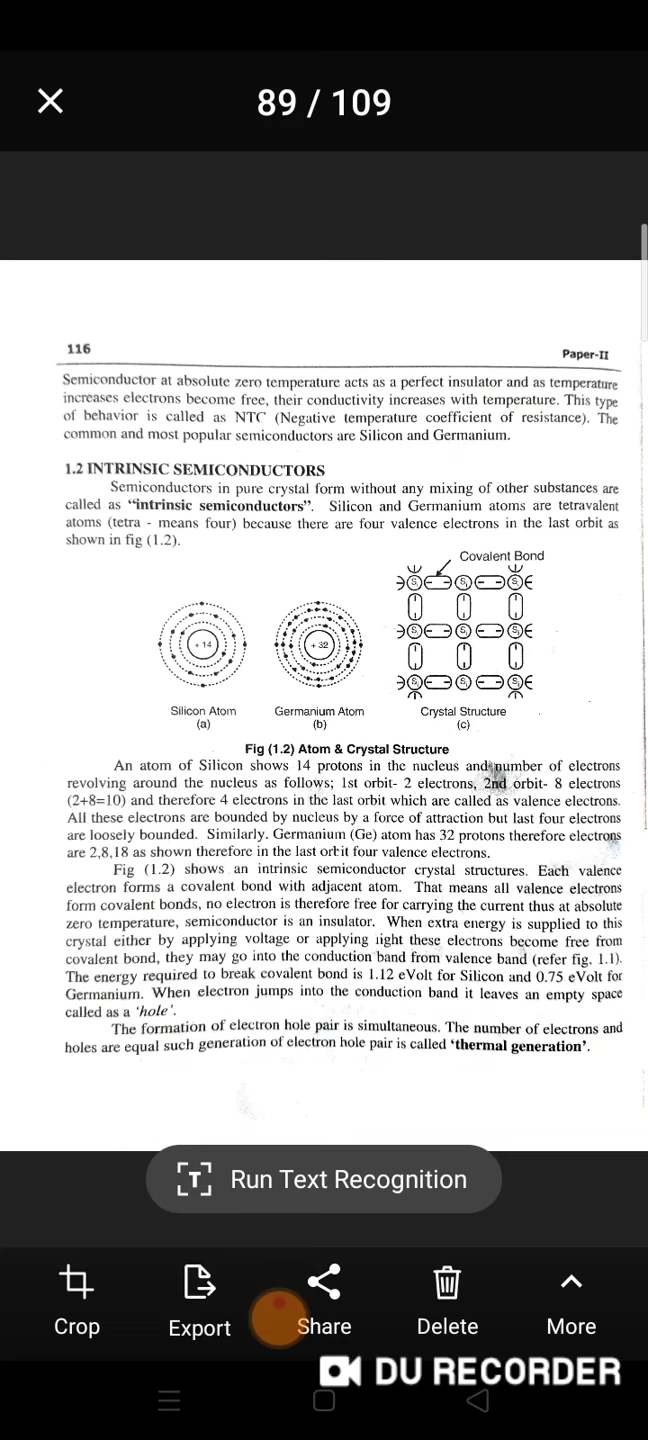 89 / 109
116
Paper-II
Semiconductor at absolute zero temperature acts as a perfect insulator and as temperature
increases electrons become free, their conductivity increases with temperature. This type
of behavior is called as NTC (Negative temperature coefficient of resistance). The
common and most popular semiconductors are Silicon and Germanium.
1.2 INTRINSIC SEMICONDUCTORS
Semiconductors in pure crystal form without any mixing of other substances are
called as “intrinsic semiconductors”. Silicon and Germanium atoms are tetravalent
atoms (tetra - means four) because there are four valence electrons in the last orbit as
shown in fig (1.2).
Covalent Bond
Si Si Si
+ 14
+ 32
Si Si Si
Si Si Si
Silicon Atom
(a)
Germanium Atom
(b)
Crystal Structure
(c)
Fig (1.2) Atom & Crystal Structure
An atom of Silicon shows 14 protons in the nucleus and number of electrons
revolving around the nucleus as follows; 1st orbit- 2 electrons, 2nd orbit- 8 electrons
(2+8=10) and therefore 4 electrons in the last orbit which are called as valence electrons.
All these electrons are bounded by nucleus by a force of attraction but last four electrons
are loosely bounded. Similarly. Germanium (Ge) atom has 32 protons therefore electrons
are 2,8,18 as shown therefore in the last orbit four valence electrons.
Fig (1.2) shows an intrinsic semiconductor crystal structures. Each valence
electron forms a covalent bond with adjacent atom. That means all valence electrons
form covalent bonds, no electron is therefore free for carrying the current thus at absolute
zero temperature, semiconductor is an insulator. When extra energy is supplied to this
crystal either by applying voltage or applying light these electrons become free from
covalent bond, they may go into the conduction band from valence band (refer fig. 1.1).
The energy required to break covalent bond is 1.12 eVolt for Silicon and 0.75 eVolt for
Germanium. When electron jumps into the conduction band it leaves an empty space
called as a ‘hole’.
The formation of electron hole pair is simultaneous. The number of electrons and
holes are equal such generation of electron hole pair is called ‘thermal generation’.
Run Text Recognition
Crop
Export
Share
Delete
More
DU RECORDER